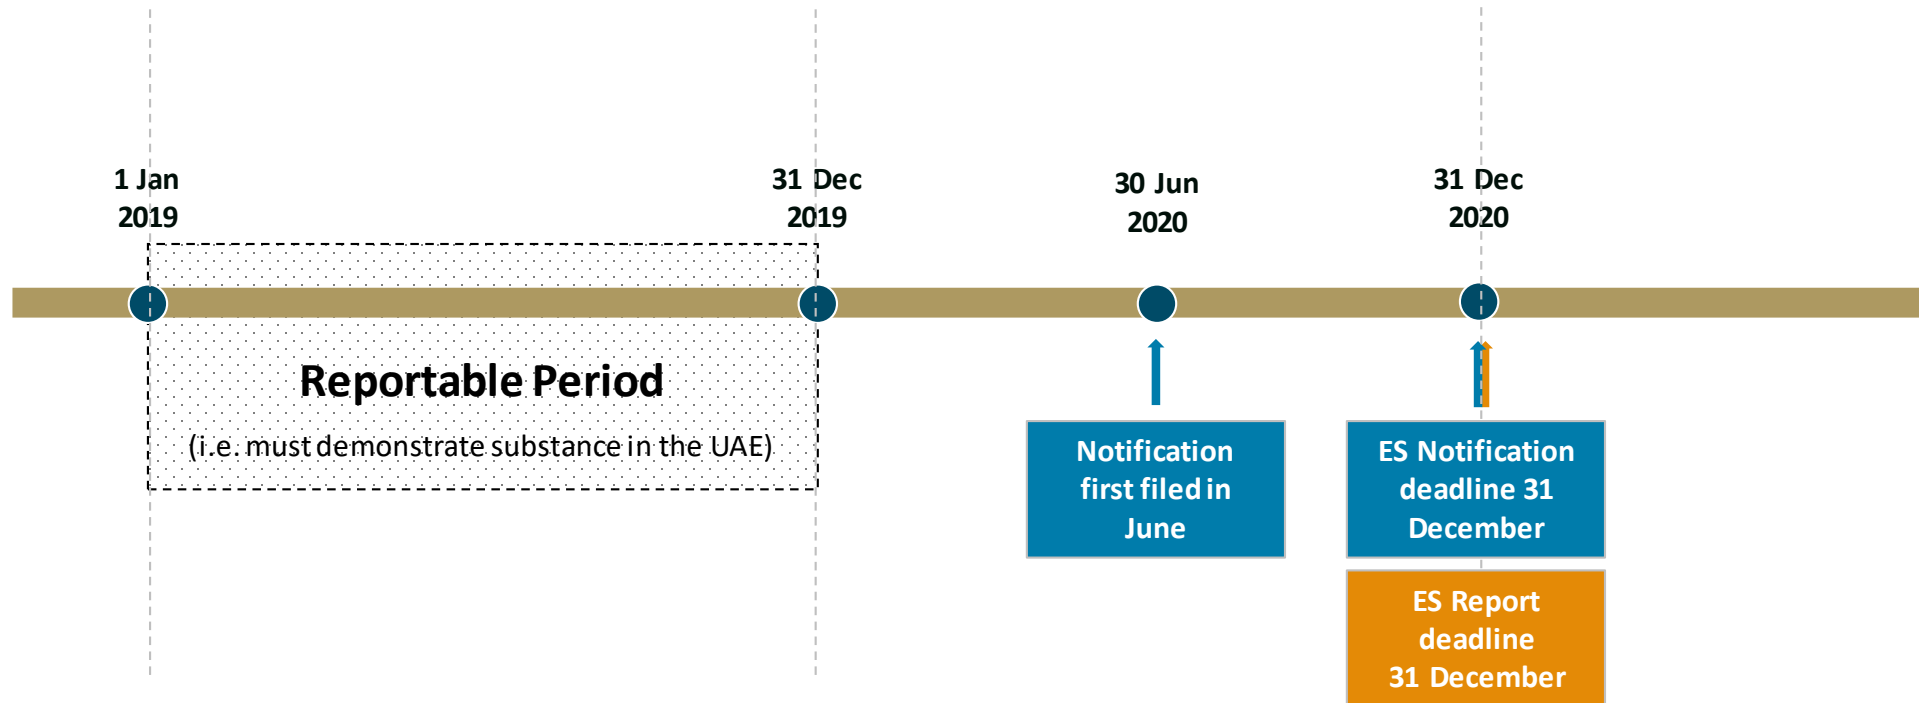 1 Jan
2019
31 Dec
2019
30 Jun
2020
31 Dec
2020
Reportable Period
(i.e. must demonstrate substance in the UAE)
Notification
first filed in
June
ES Notification
deadline 31
December
ES Report
deadline
31 December